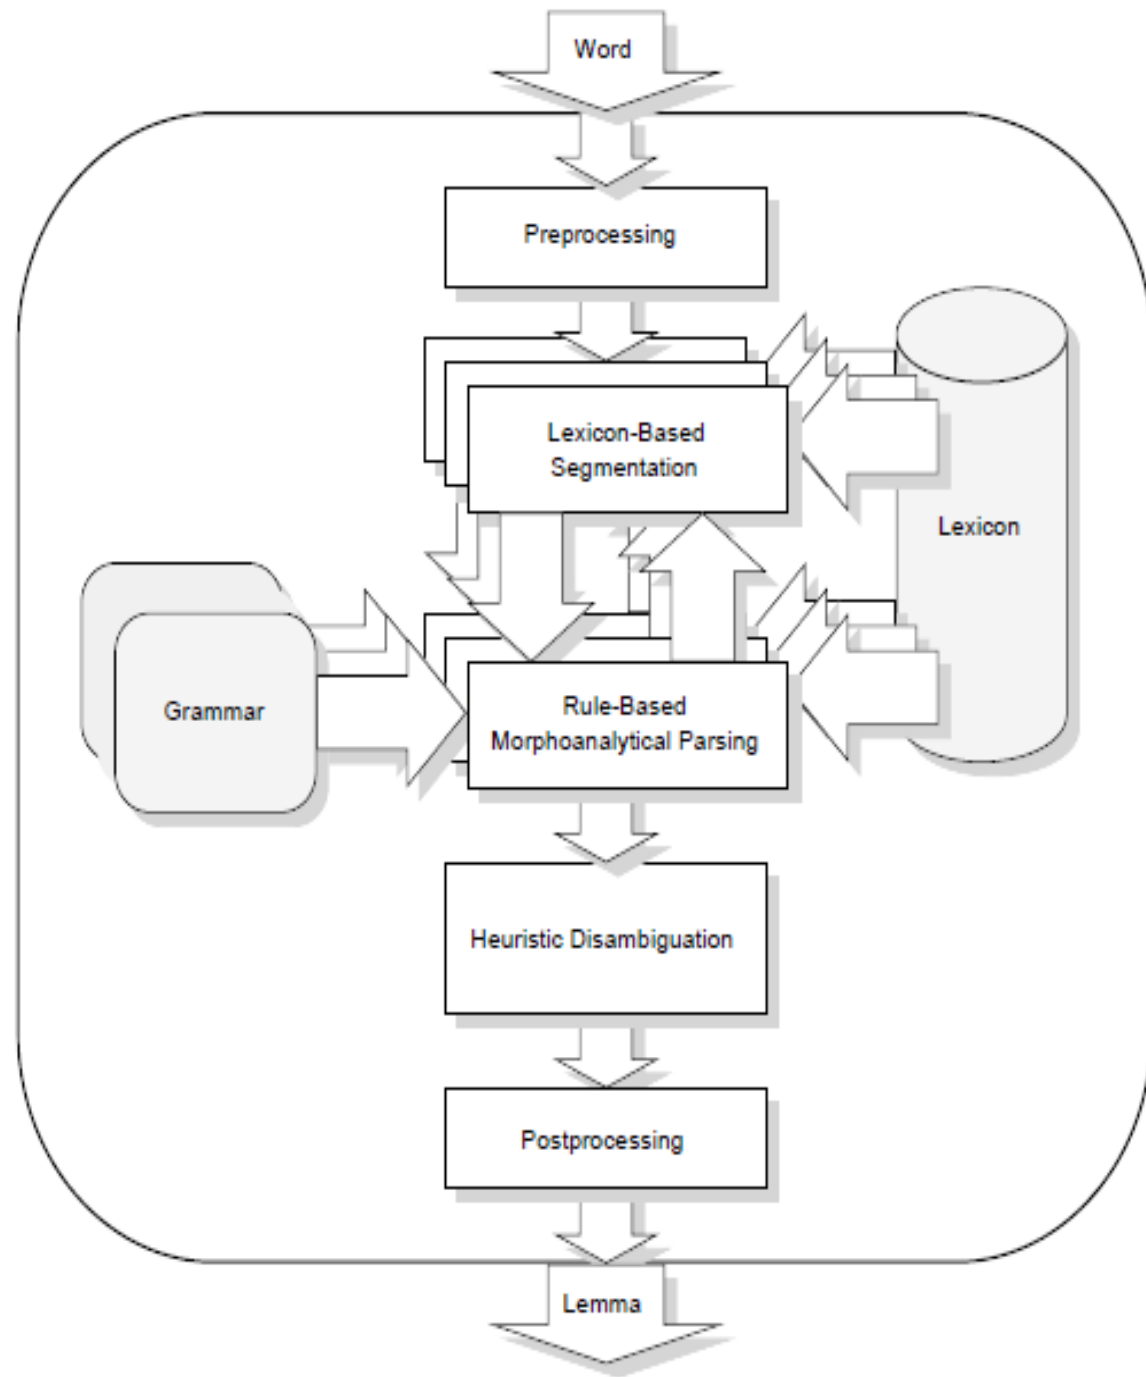 Word
Preprocessing
Lexicon-Based
Segmentation
Lexicon
Grammar
Rule-Based
Morphoanalytical Parsing
Heuristic Disambiguation
Postprocessing
Lemma